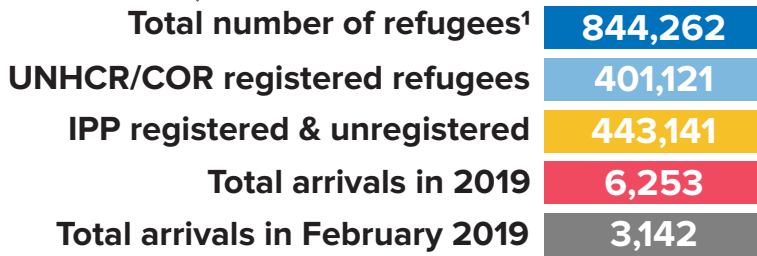 Total number of refugees¹ 844,262
UNHCR/COR registered refugees 401,121
IPP registered & unregistered 443,141
Total arrivals in 2019 6,253
Total arrivals in February 2019 3,142